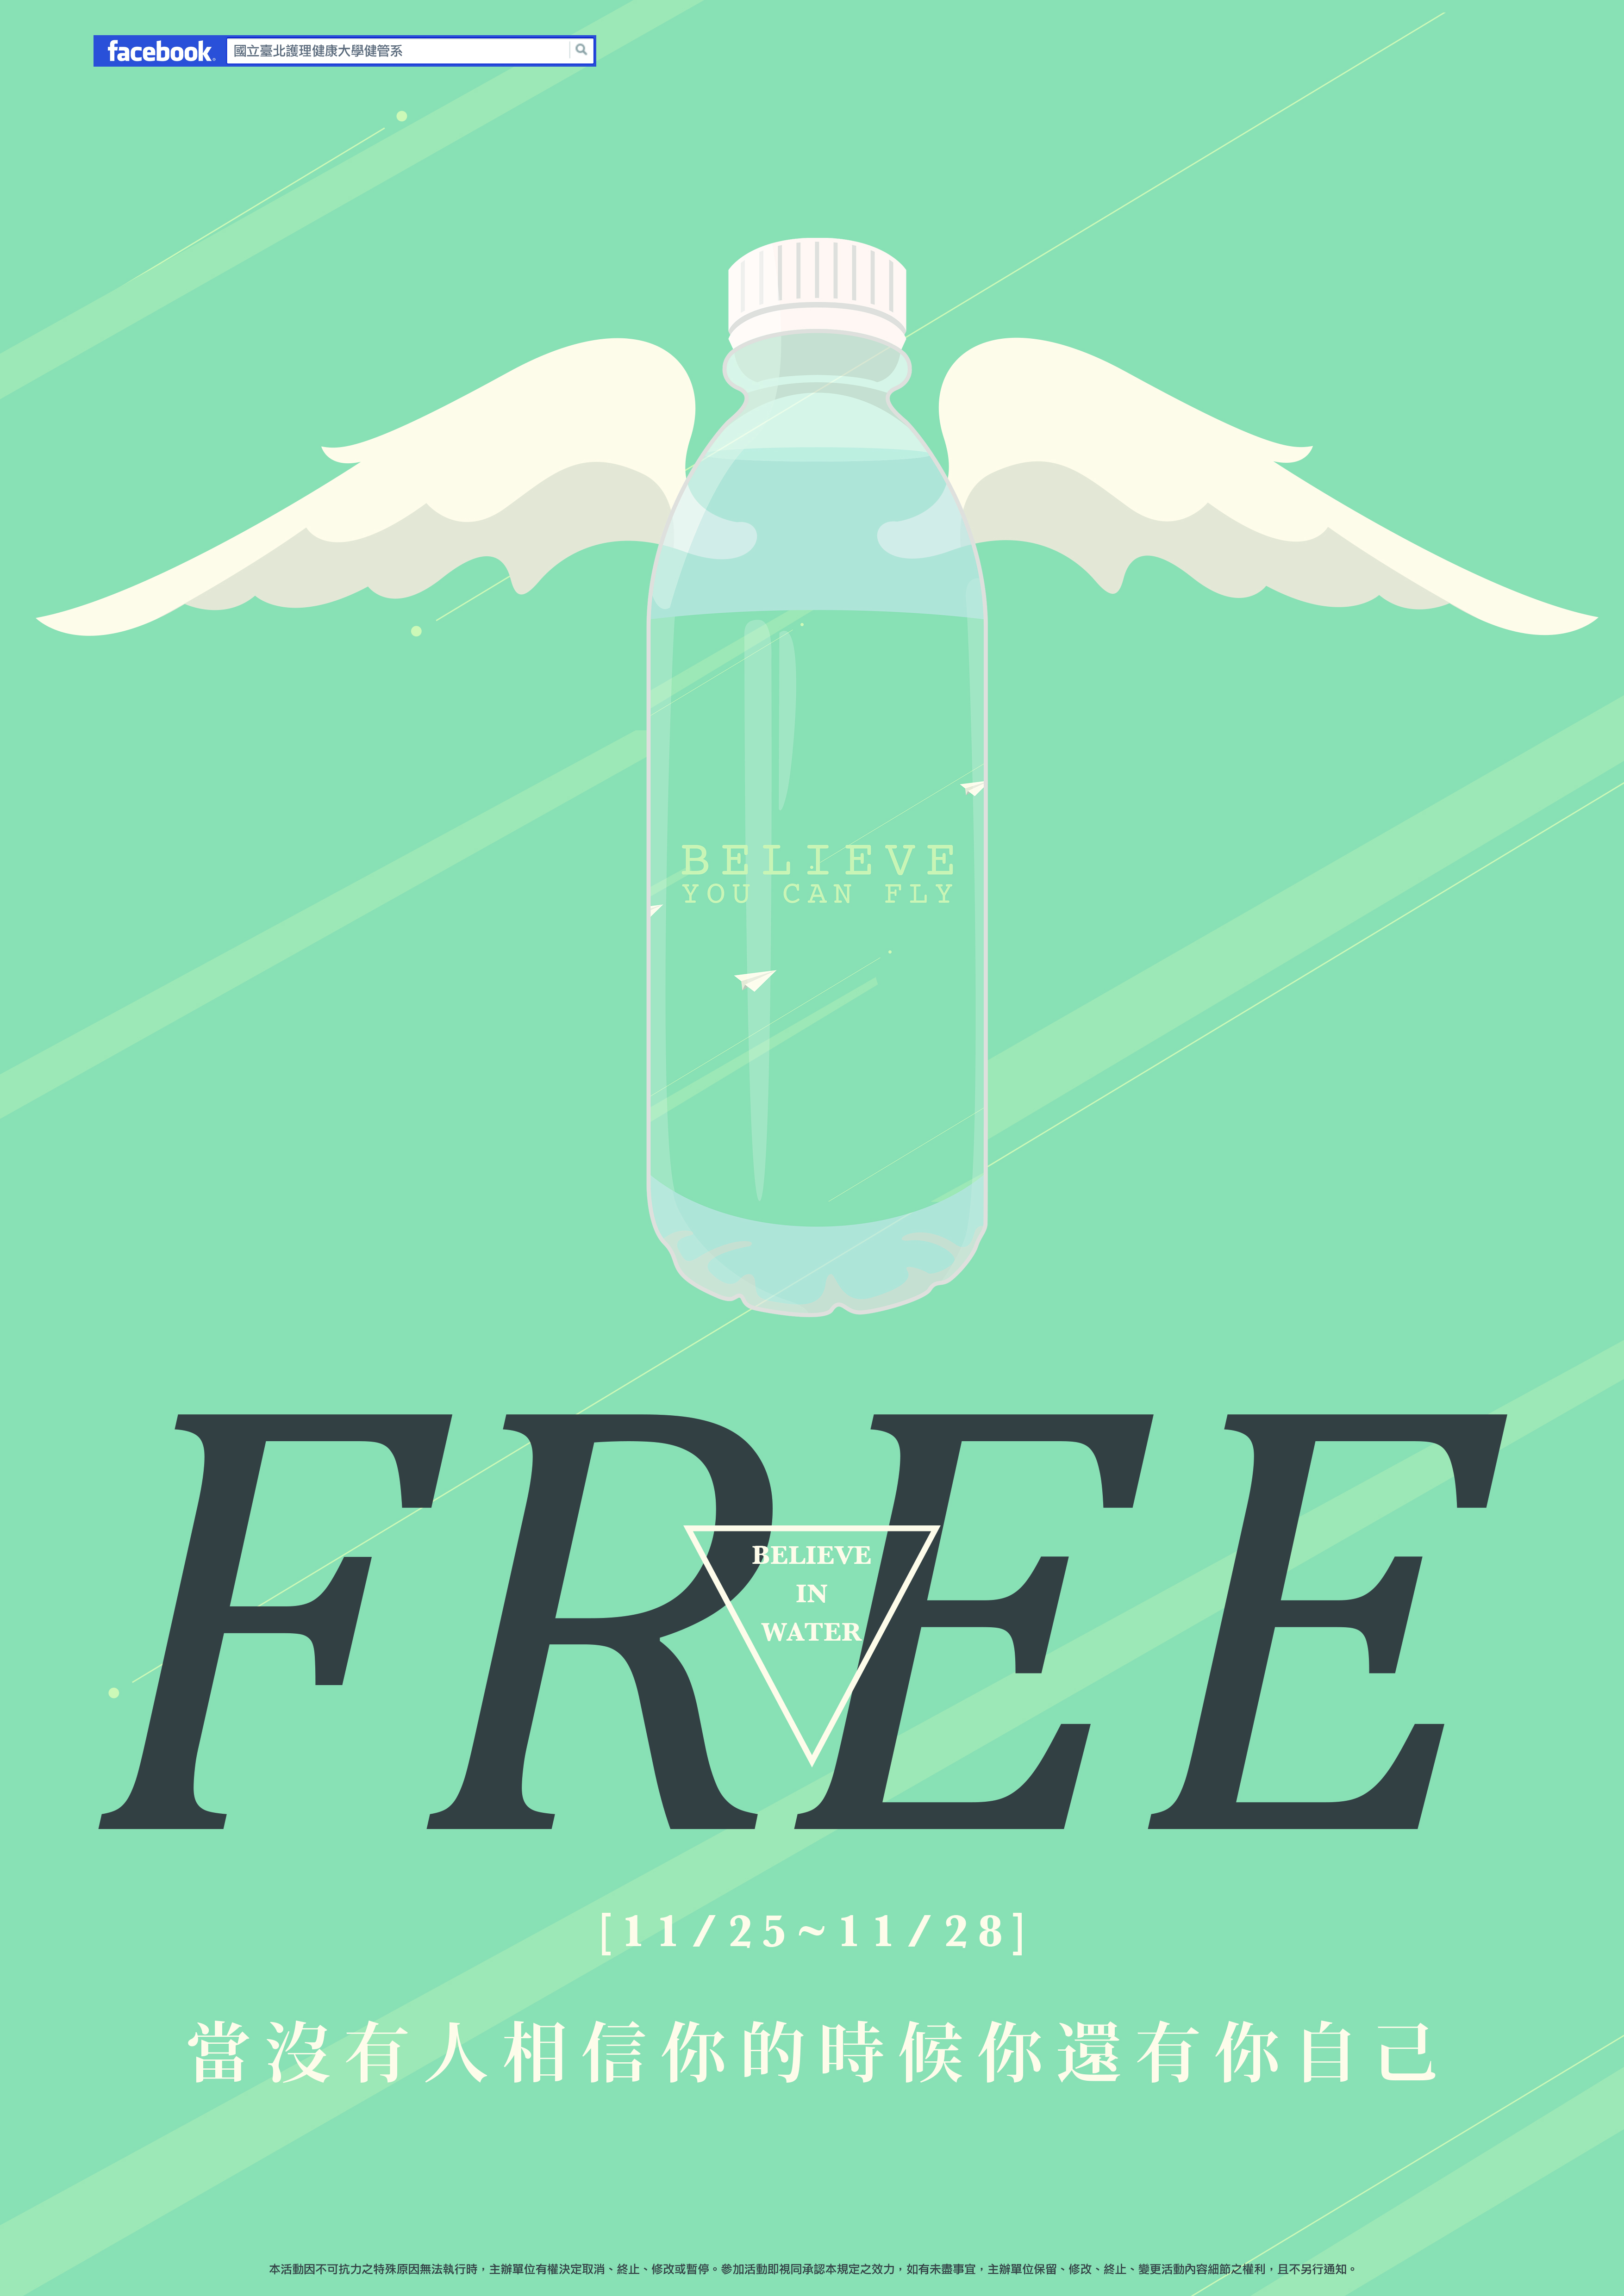 facebook
國立臺北護理健康大學健管系
BELIEVE
YOU CAN FLY
FREE
BELIEVE
IN
WATER
[11/25~11/28]
當沒有人相信你的時候你還有你自己
本活動因不可抗力之特殊原因無法執行時，主辦單位有權決定取消、終止、修改或暫停。參加活動即視同承認本規定之效力，如有未盡事宜，主辦單位保留、修改、終止、變更活動內容細節之權利，且不另行通知。